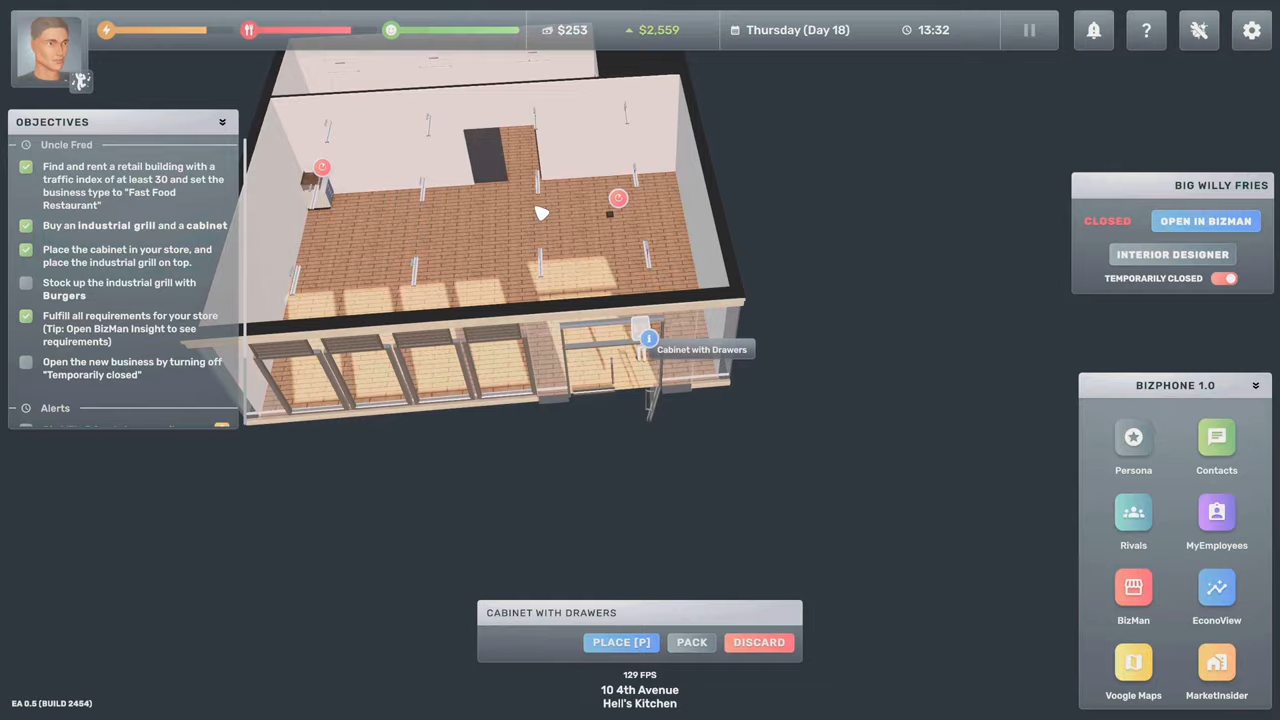 $253
$2,559
Thursday (Day 18)
13:32
?
OBJECTIVES
Uncle Fred
Find and rent a retail building with a
traffic index of at least 30 and set the
business type to "Fast Food
Restaurant"
Buy an industrial grill and a cabinet
Place the cabinet in your store, and
place the industrial grill on top.
Stock up the industrial grill with
Burgers
Fulfill all requirements for your store
(Tip: Open BizMan Insight to see
requirements)
Open the new business by turning off
"Temporarily closed"
Alerts
BIG WILLY FRIES
CLOSED
OPEN IN BIZMAN
INTERIOR DESIGNER
TEMPORARILY CLOSED
Cabinet with Drawers
BIZPHONE 1.0
Persona
Contacts
Rivals
MyEmployees
BizMan
EconoView
Voogle Maps
MarketInsider
CABINET WITH DRAWERS
PLACE [P]
PACK
DISCARD
129 FPS
10 4th Avenue
Hell's Kitchen
EA 0.5 (BUILD 2454)